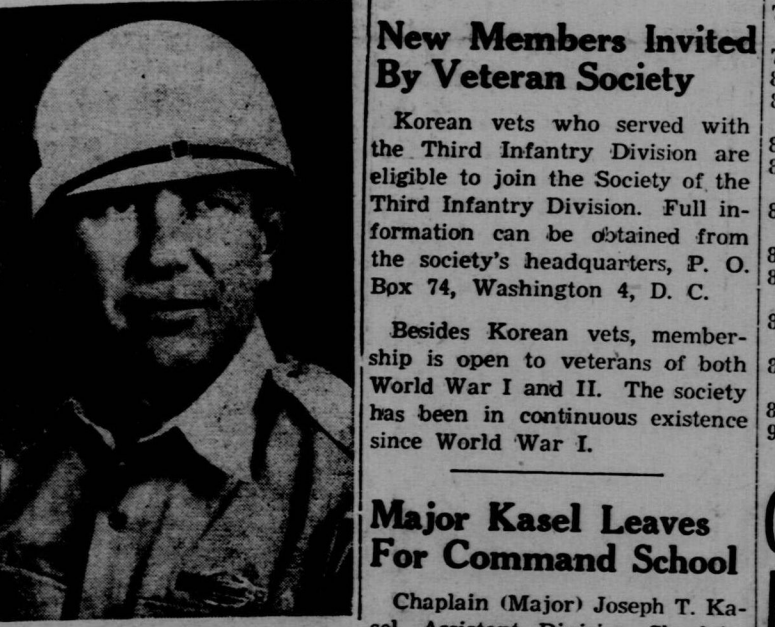 New Members Invited
By Veteran Society
Korean vets who served with
the Third Infantry Division are
eligible to join the Society of the
Third Infantry Division. Full in-
formation can be obtained from
the society's headquarters, P. O.
Box 74, Washington 4, D. C.
Besides Korean vets, member-
ship is open to veterans of both
World War I and II. The society
has been in continuous existence
since World War I.
Major Kasel Leaves
For Command School
Chaplain (Major) Joseph T. Ka-